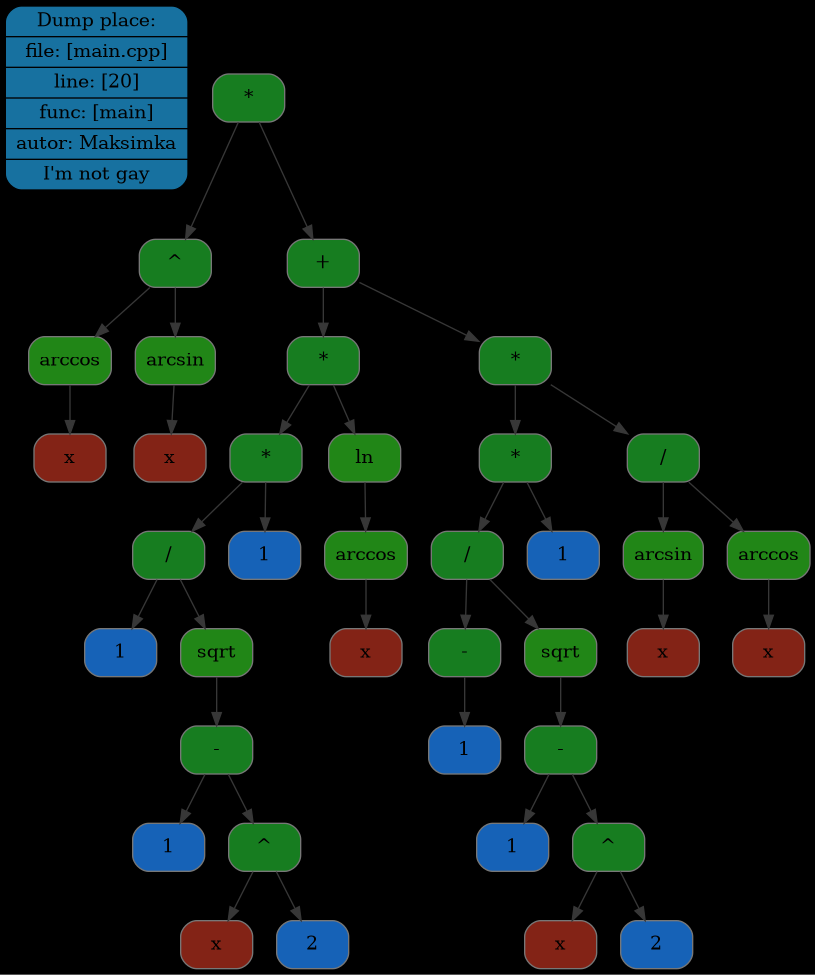 Dump place:
file: [main.cpp]
line: [20]
func: [main]
autor: Maksimka
I'm not gay
*
^
+
arccos
arcsin
*
*
x
x
*
ln
*
/
/
1
arccos
/
1
arcsin
arccos
1
sqrt
x
-
sqrt
x
x
-
1
-
1
^
1
^
x
2
x
2